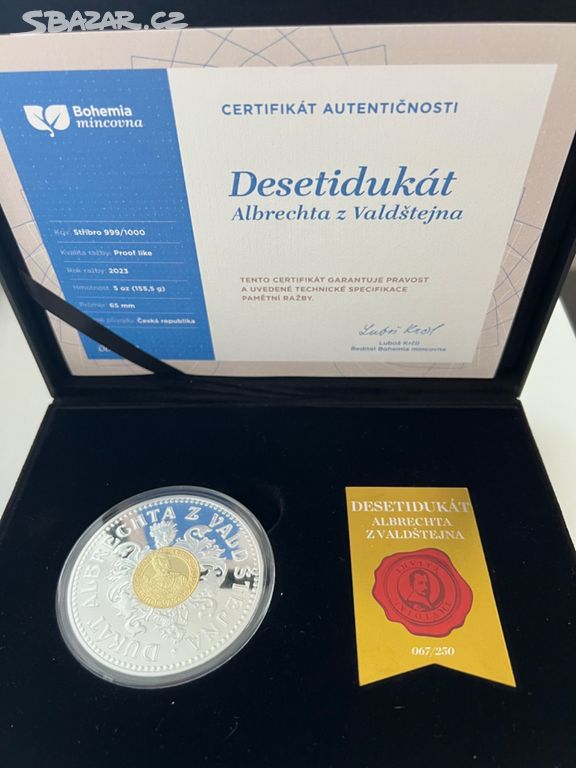 SBAZAR.CZ
Bohemia
mincovna
CERTIFIKÁT AUTENTIČNOSTI
Desetidukát
Albrechta z Valdštejna
Kov: Stříbro 999/1000
Kvalita ražby: Proof like
Rok ražby: 2023
Hmotnost: 5 oz (155,5 g)
Průměr: 65 mm
Česká republika
TENTO CERTIFIKÁT GARANTUJE PRAVOST
A UVEDENÉ TECHNICKÉ SPECIFIKACE
PAMĚTNÍ RAŽBY.
Luboš Krčil
Ředitel Bohemia mincovna
DUKÁT ALBRECHTA Z VALDŠTEJNA
DESETIDUKÁT
ALBRECHTA
Z VALDŠTEJNA
067/250